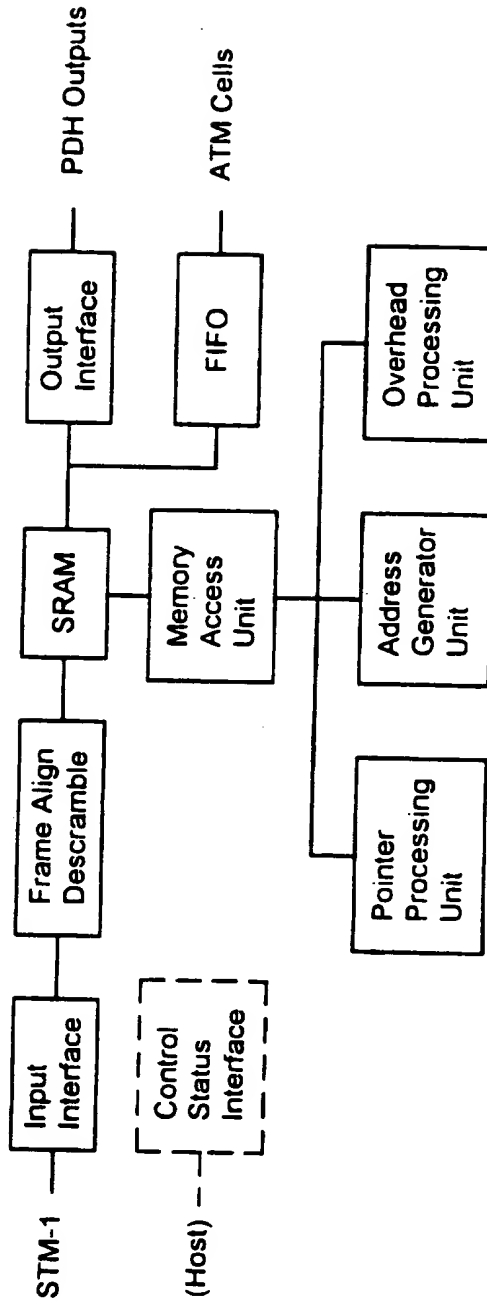 STM-1
Input
Interface
Frame Align
Descramble
SRAM
Output
Interface
PDH Outputs
FIFO
ATM Cells
(Host)
Control
Status
Interface
Memory
Access
Unit
Pointer
Processing
Unit
Address
Generator
Unit
Overhead
Processing
Unit